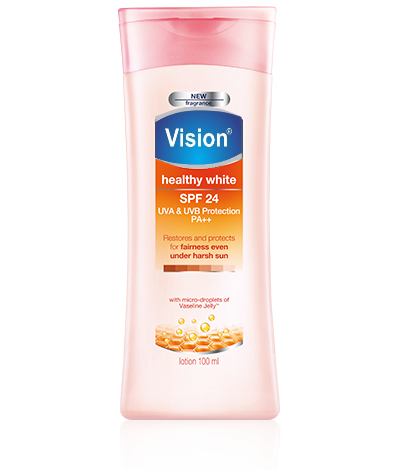 NEW
fragrance
Vision®
healthy white
SPF 24
UVA & UVB Protection
PA++
Restores and protects
for fairness even
under harsh sun
with micro-droplets of
Vaseline Jelly™
lotion 100 ml